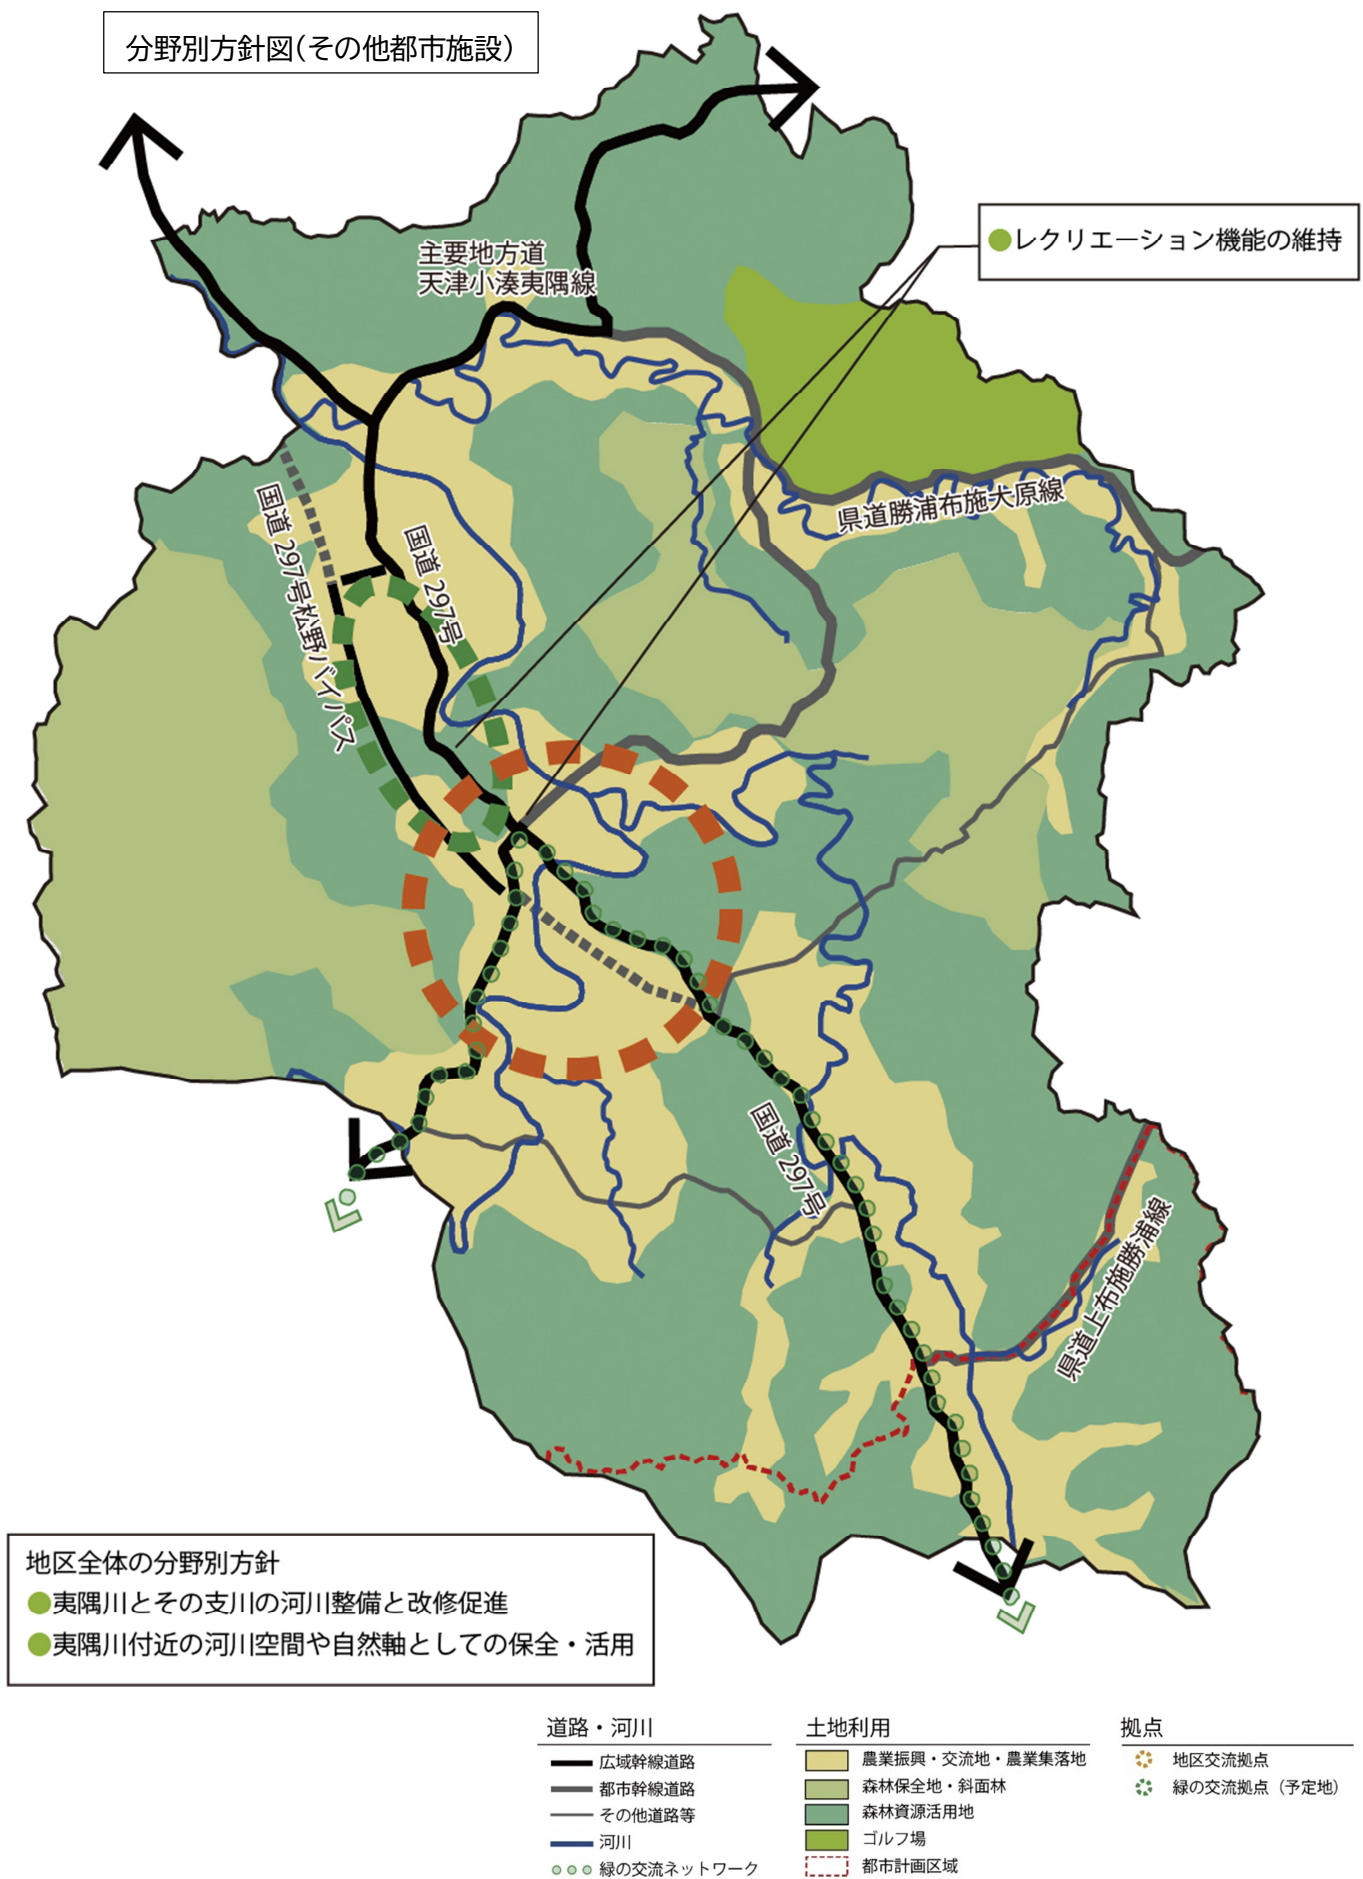 分野別方針図(その他都市施設)
主要地方道
天津小湊夷隅線
●レクリエーション機能の維持
県道勝浦布施大原線
国道297号松野バイパス
国道297号
国道297号
県道上布施勝浦線
地区全体の分野別方針
●夷隅川とその支川の河川整備と改修促進
●夷隅川付近の河川空間や自然軸としての保全・活用
道路・河川
広域幹線道路
都市幹線道路
その他道路等
河川
緑の交流ネットワーク
土地利用
農業振興・交流地・農業集落地
森林保全地・斜面林
森林資源活用地
ゴルフ場
都市計画区域
拠点
地区交流拠点
緑の交流拠点（予定地）